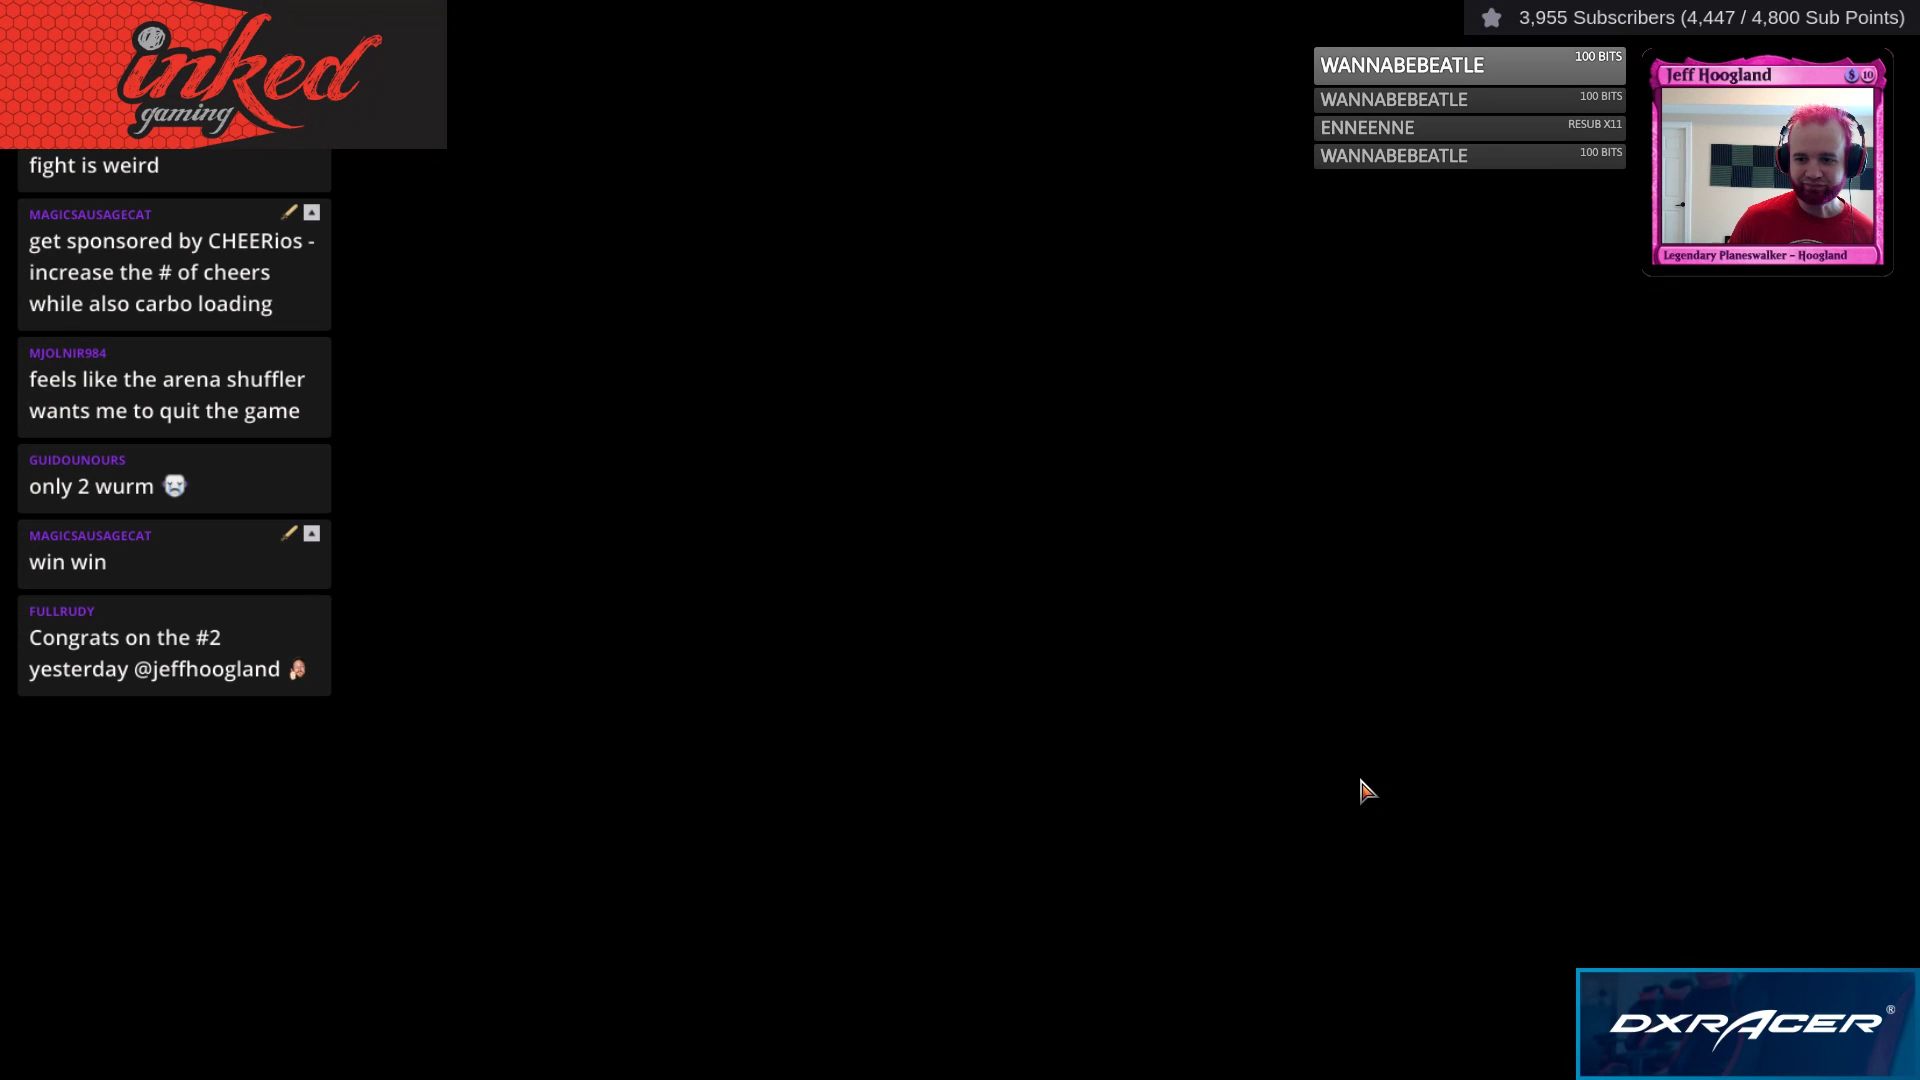 inked
gaming
fight is weird
MAGICSAUSAGECAT
get sponsored by CHEERios -
increase the # of cheers
while also carbo loading
MJOLNIR984
feels like the arena shuffler
wants me to quit the game
GUIDOUNOURS
only 2 wurm
MAGICSAUSAGECAT
win win
FULLRUDY
Congrats on the #2
yesterday @jeffhoogland
3,955 Subscribers (4,447 / 4,800 Sub Points)
WANNABEBEATLE 100 BITS
WANNABEBEATLE 100 BITS
ENNEENNE RESUB X11
WANNABEBEATLE 100 BITS
Jeff Hoogland $ 10
Legendary Planeswalker - Hoogland
DXRACER®